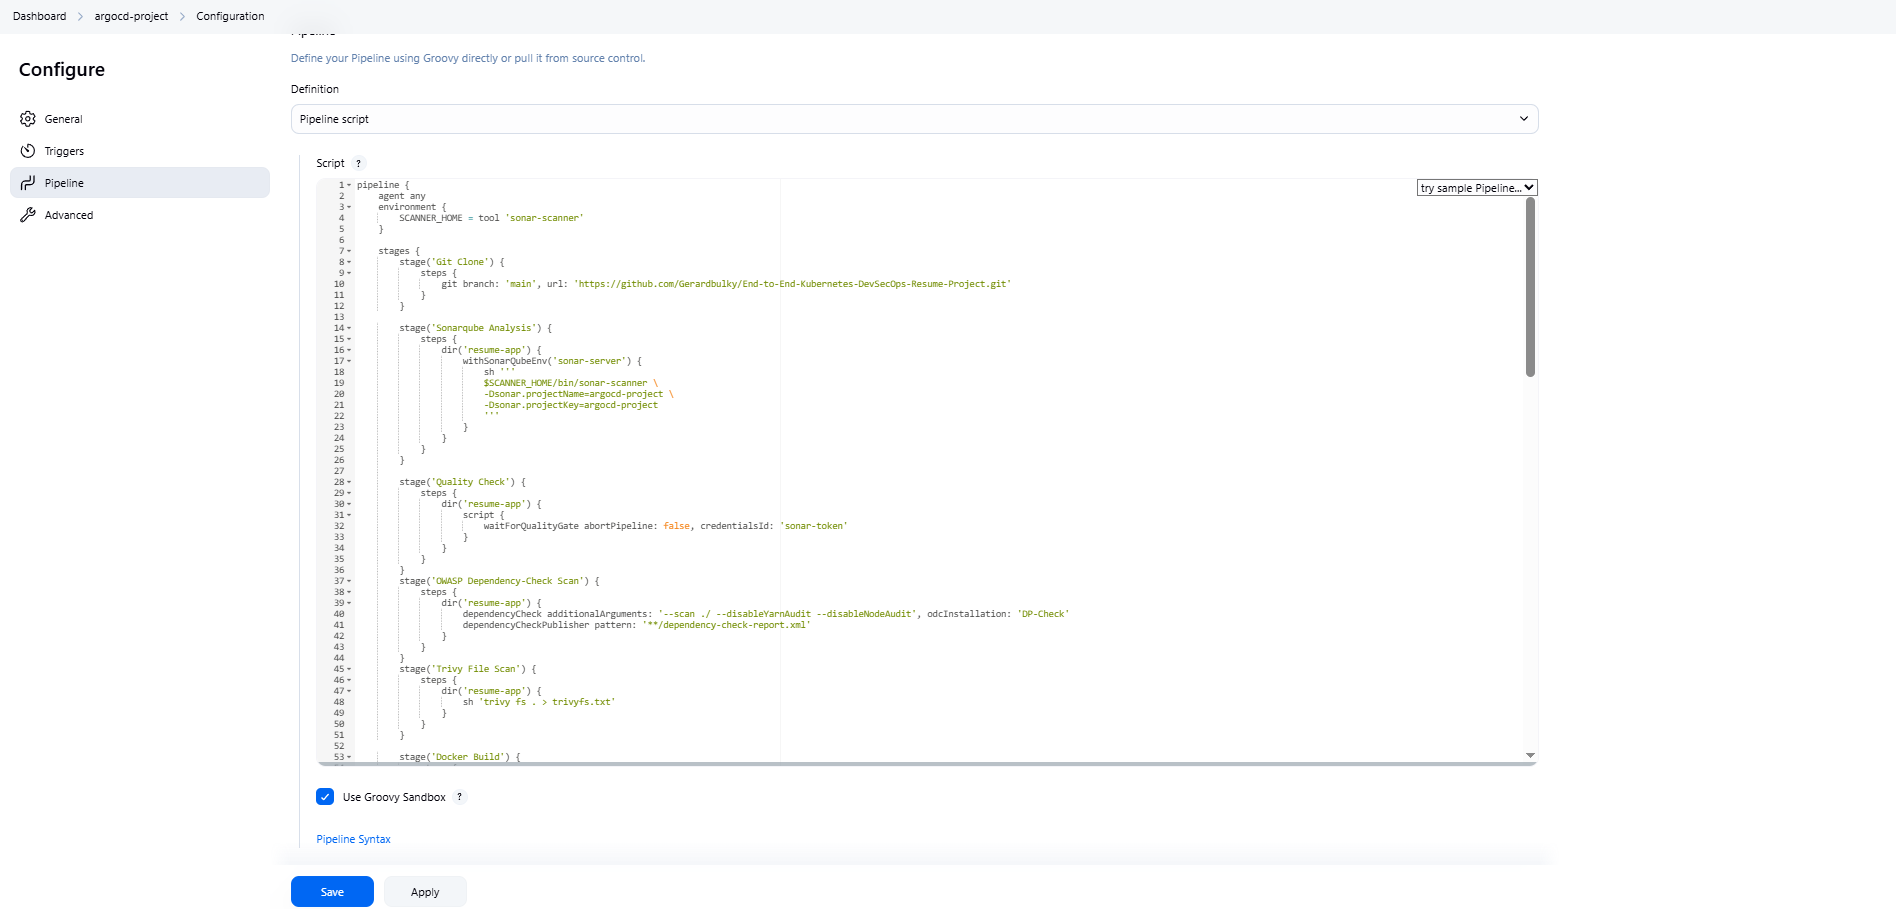 Dashboard > argocd-project > Configuration
Configure
General
Triggers
Pipeline
Advanced
Pipeline
Define your Pipeline using Groovy directly or pull it from source control.
Definition
Pipeline script
Script ?
try sample Pipeline...
1 pipeline {
2     agent any
3     environment {
4         SCANNER_HOME = tool 'sonar-scanner'
5     }
6
7     stages {
8         stage('Git Clone') {
9             steps {
10                 git branch: 'main', url: 'https://github.com/Gerardbulky/End-to-End-Kubernetes-DevSecOps-Resume-Project.git'
11             }
12         }
13
14         stage('Sonarqube Analysis') {
15             steps {
16                 dir('resume-app') {
17                     withSonarQubeEnv('sonar-server') {
18                         sh '''
19                         $SCANNER_HOME/bin/sonar-scanner \
20                         -Dsonar.projectName=argocd-project \
21                         -Dsonar.projectKey=argocd-project
22                         '''
23                     }
24                 }
25             }
26         }
27
28         stage('Quality Check') {
29             steps {
30                 dir('resume-app') {
31                     script {
32                         waitForQualityGate abortPipeline: false, credentialsId: 'sonar-token'
33                     }
34                 }
35             }
36         }
37         stage('OWASP Dependency-Check Scan') {
38             steps {
39                 dir('resume-app') {
40                     dependencyCheck additionalArguments: '--scan ./ --disableYarnAudit --disableNodeAudit', odcInstallation: 'DP-Check'
41                     dependencyCheckPublisher pattern: '**/dependency-check-report.xml'
42                 }
43             }
44         }
45         stage('Trivy File Scan') {
46             steps {
47                 dir('resume-app') {
48                     sh 'trivy fs . > trivyfs.txt'
49                 }
50             }
51         }
52
53         stage('Docker Build') {
Use Groovy Sandbox ?
Pipeline Syntax
Save
Apply